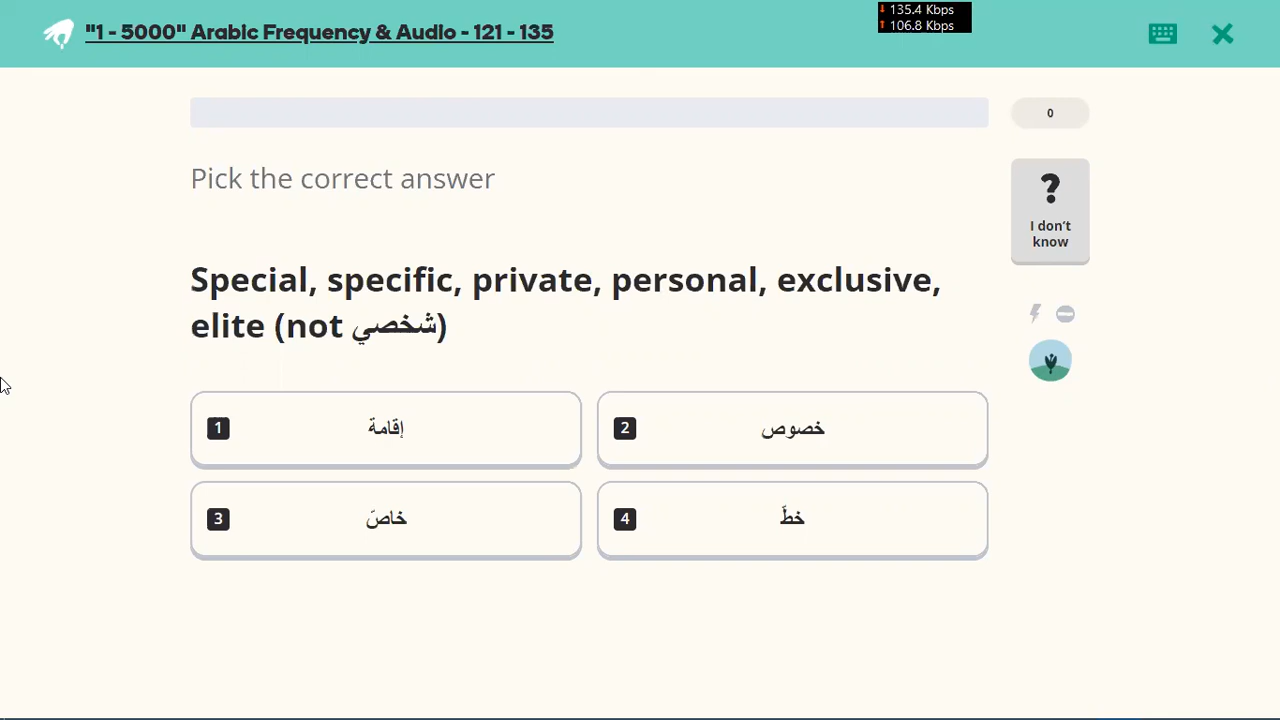 "1 - 5000" Arabic Frequency & Audio - 121 - 135
135.4 Kbps
106.8 Kbps
0
Pick the correct answer
?
I don't
know
Special, specific, private, personal, exclusive,
elite (not شخصي)
1 إقامة
2 خصوص
3 خاصّ
4 خطّ